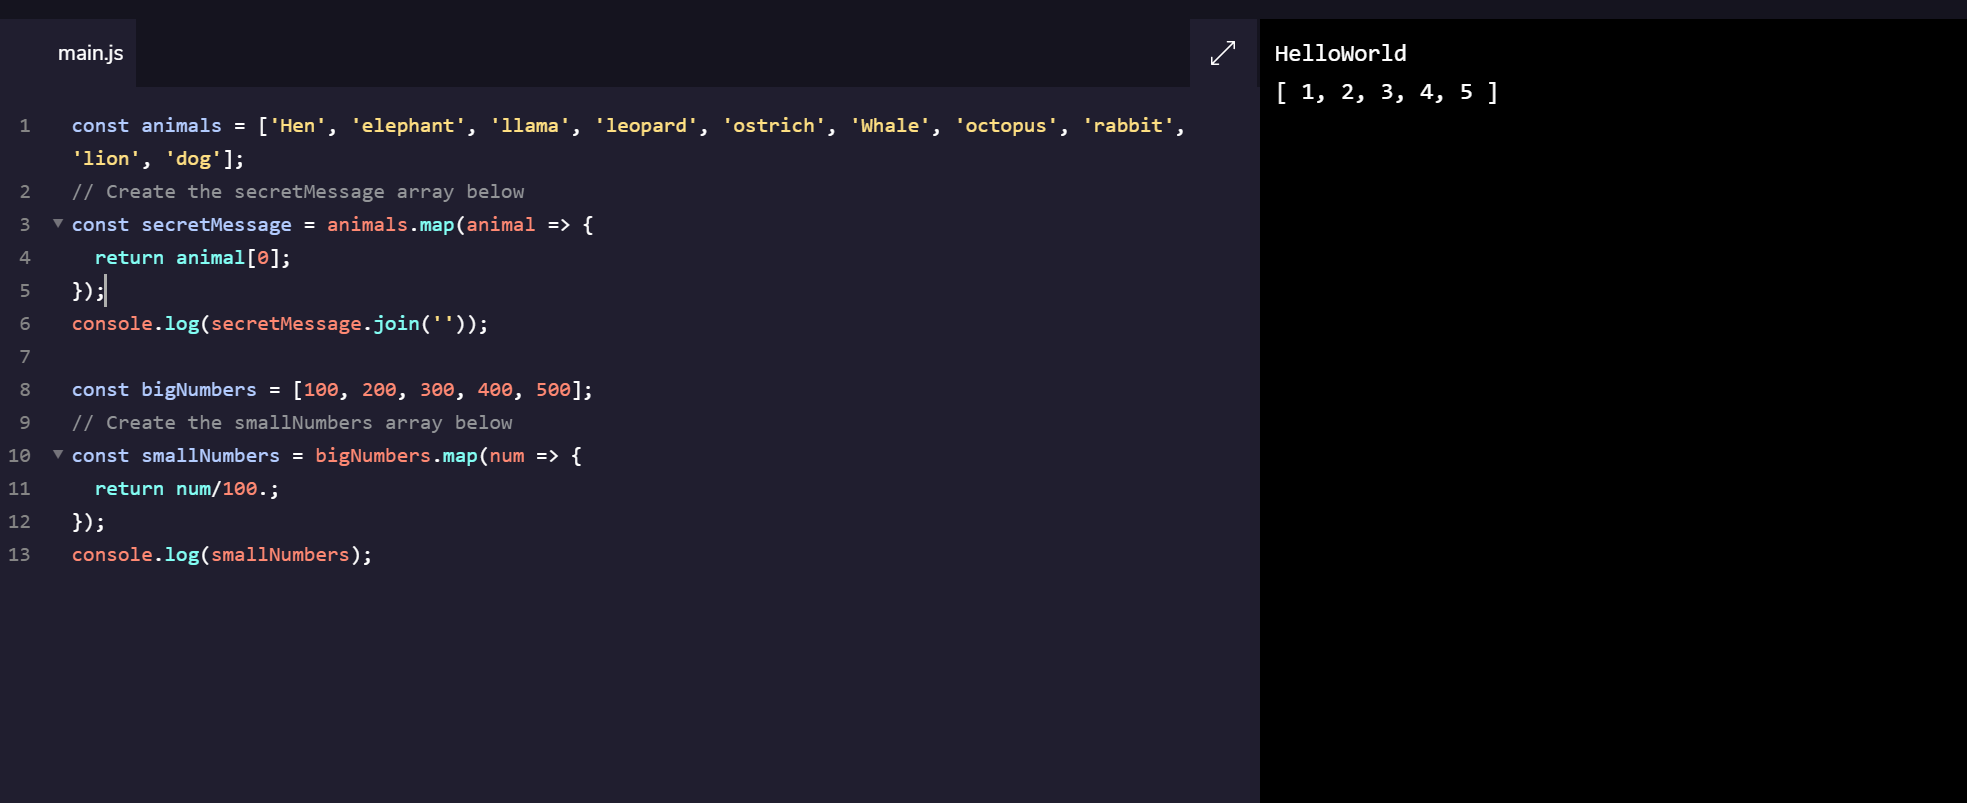 main.js
1 const animals = ['Hen', 'elephant', 'llama', 'leopard', 'ostrich', 'Whale', 'octopus', 'rabbit',
'lion', 'dog'];
2 // Create the secretMessage array below
3 const secretMessage = animals.map(animal => {
4 return animal[0];
5 });
6 console.log(secretMessage.join(''));
7
8 const bigNumbers = [100, 200, 300, 400, 500];
9 // Create the smallNumbers array below
10 const smallNumbers = bigNumbers.map(num => {
11 return num/100.;
12 });
13 console.log(smallNumbers);
HelloWorld
[ 1, 2, 3, 4, 5 ]